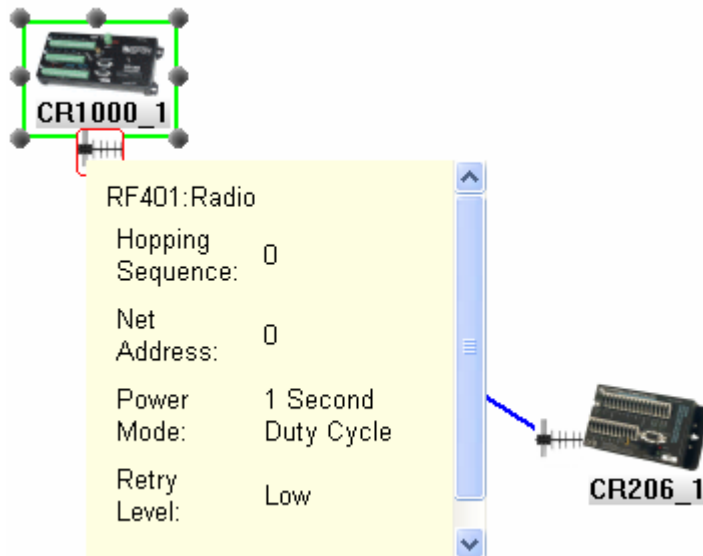 CR1000_1
RF401:Radio
Hopping
Sequence: 0
Net
Address: 0
Power 1 Second
Mode: Duty Cycle
Retry
Level: Low
CR206_1